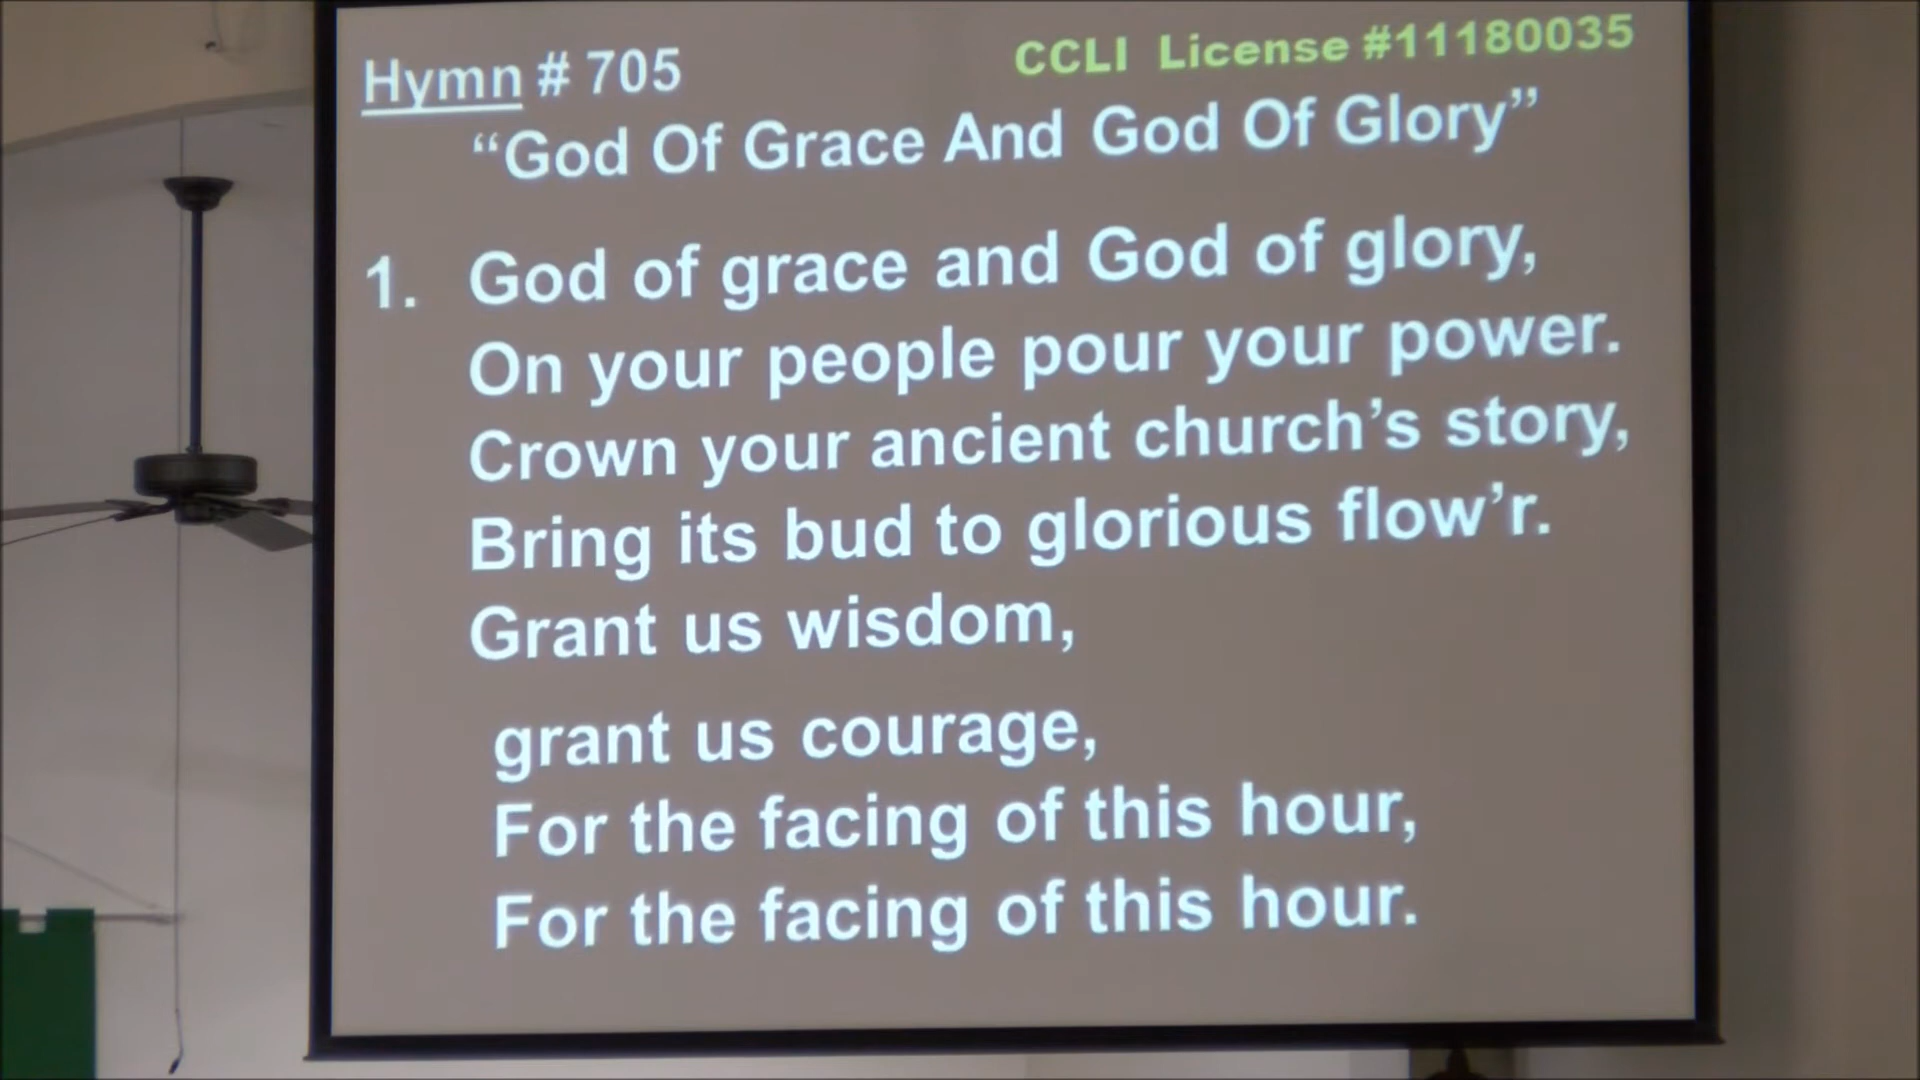 Hymn # 705
CCLI License #11180035
“God Of Grace And God Of Glory”
1. God of grace and God of glory,
On your people pour your power.
Crown your ancient church’s story,
Bring its bud to glorious flow’r.
Grant us wisdom,
grant us courage,
For the facing of this hour,
For the facing of this hour.